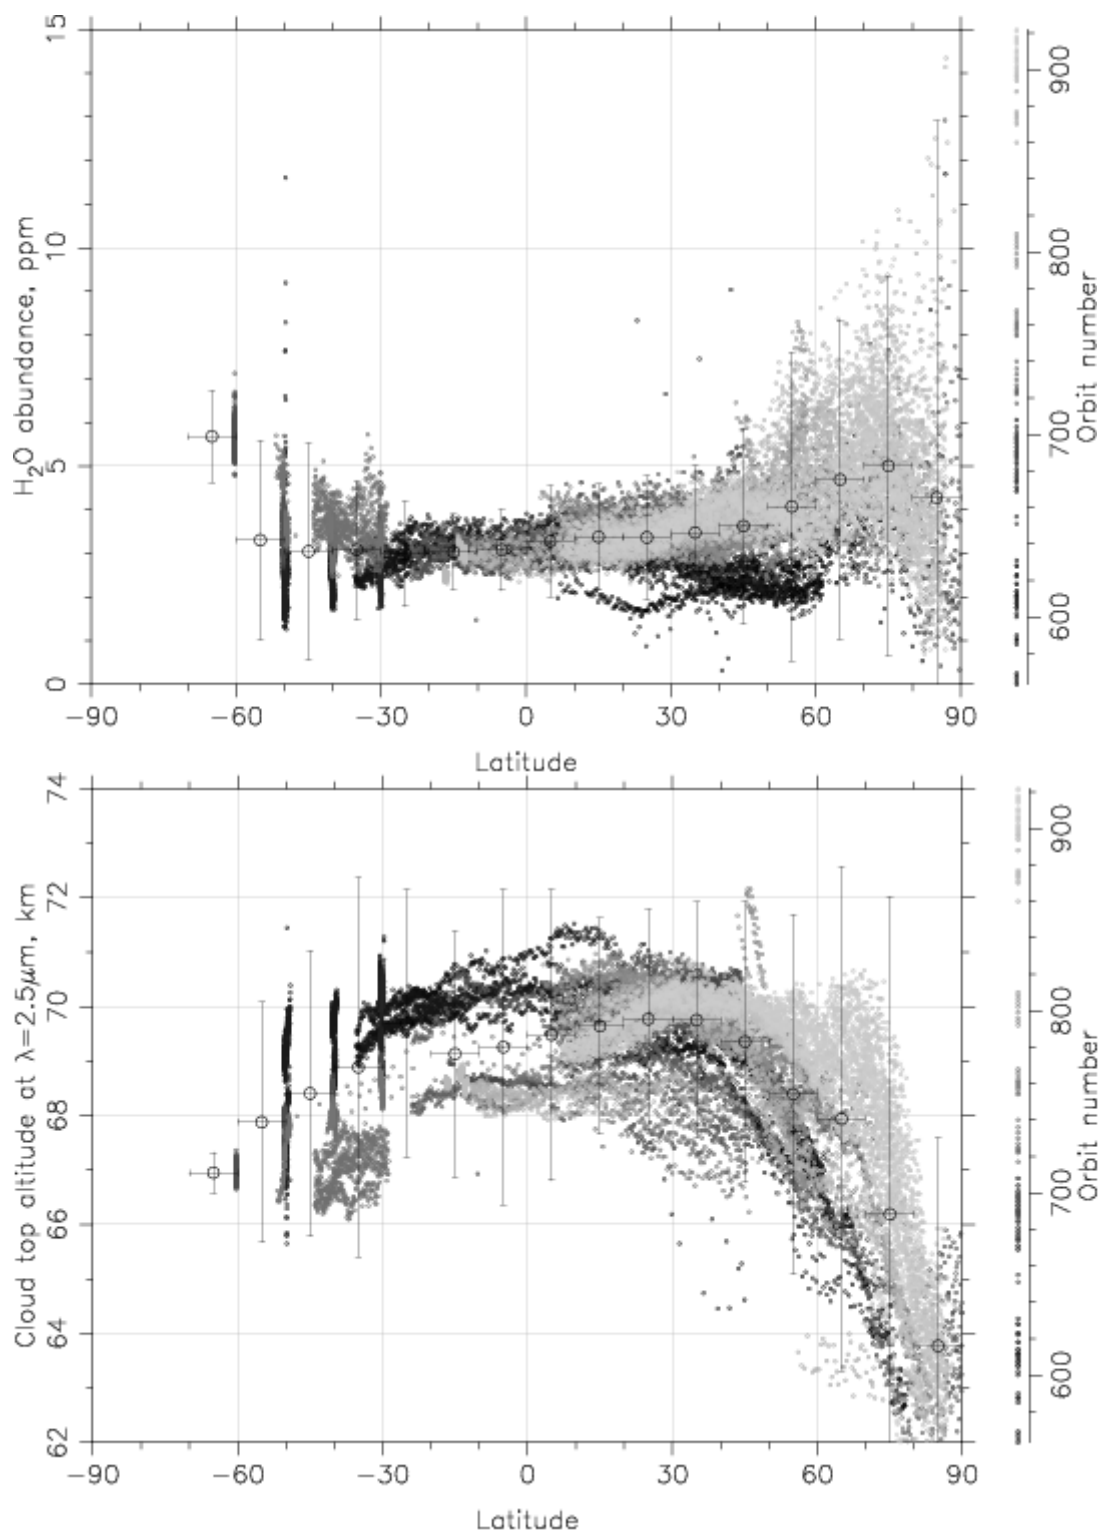 15
10
5
0
H₂O abundance, ppm
−90 −60 −30 0 30 60 90
Latitude
900
800
700
600
Orbit number
74
72
70
68
66
64
62
Cloud top altitude at λ=2.5μm, km
−90 −60 −30 0 30 60 90
Latitude
900
800
700
600
Orbit number